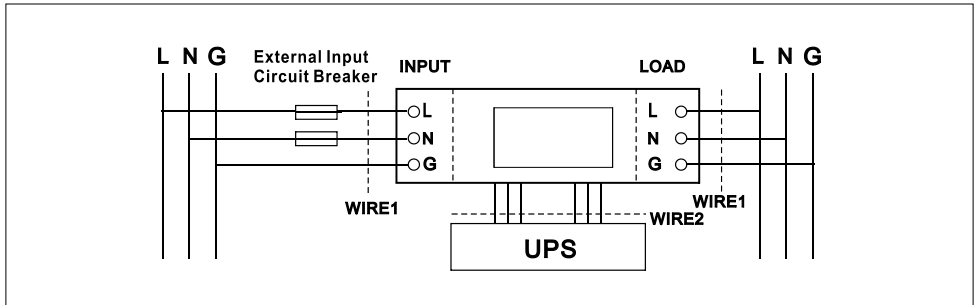 L N G
External Input
Circuit Breaker
INPUT
LOAD
L N G
L
N
G
L
N
G
WIRE1
WIRE1
WIRE2
UPS